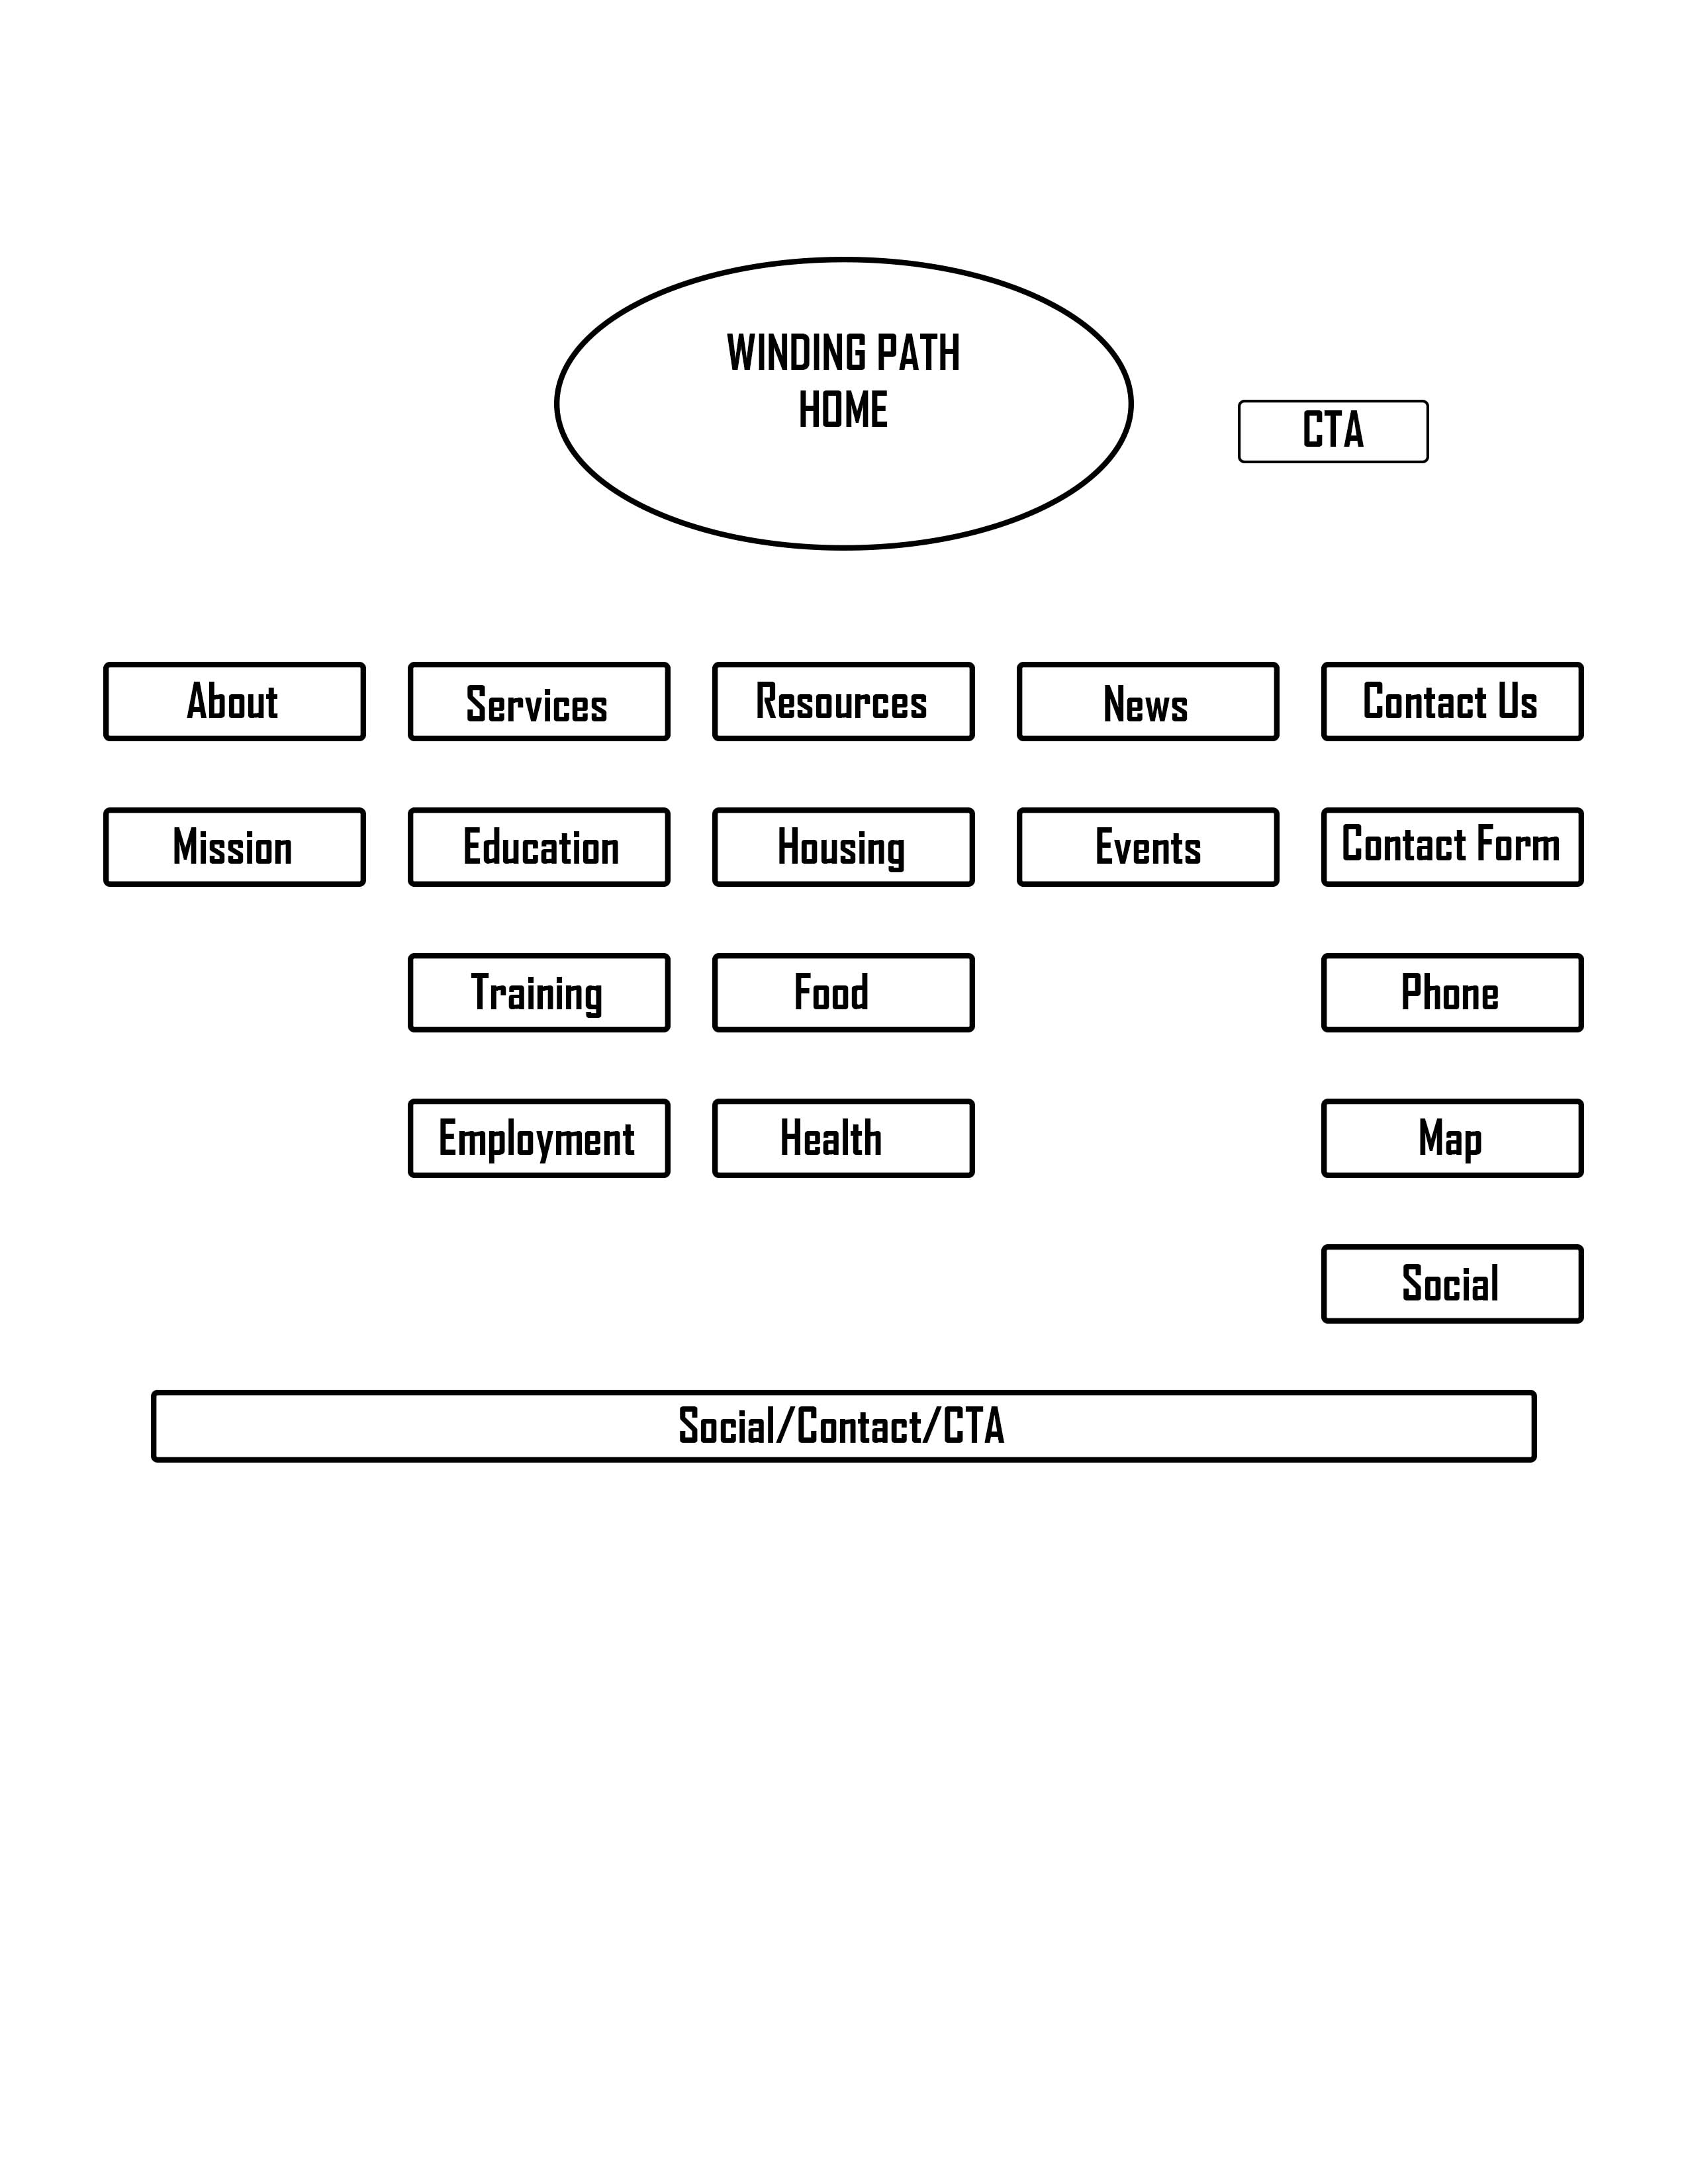 WINDING PATH
HOME
CTA
About
Services
Resources
News
Contact Us
Mission
Education
Housing
Events
Contact Form
Training
Food
Phone
Employment
Health
Map
Social
Social/Contact/CTA